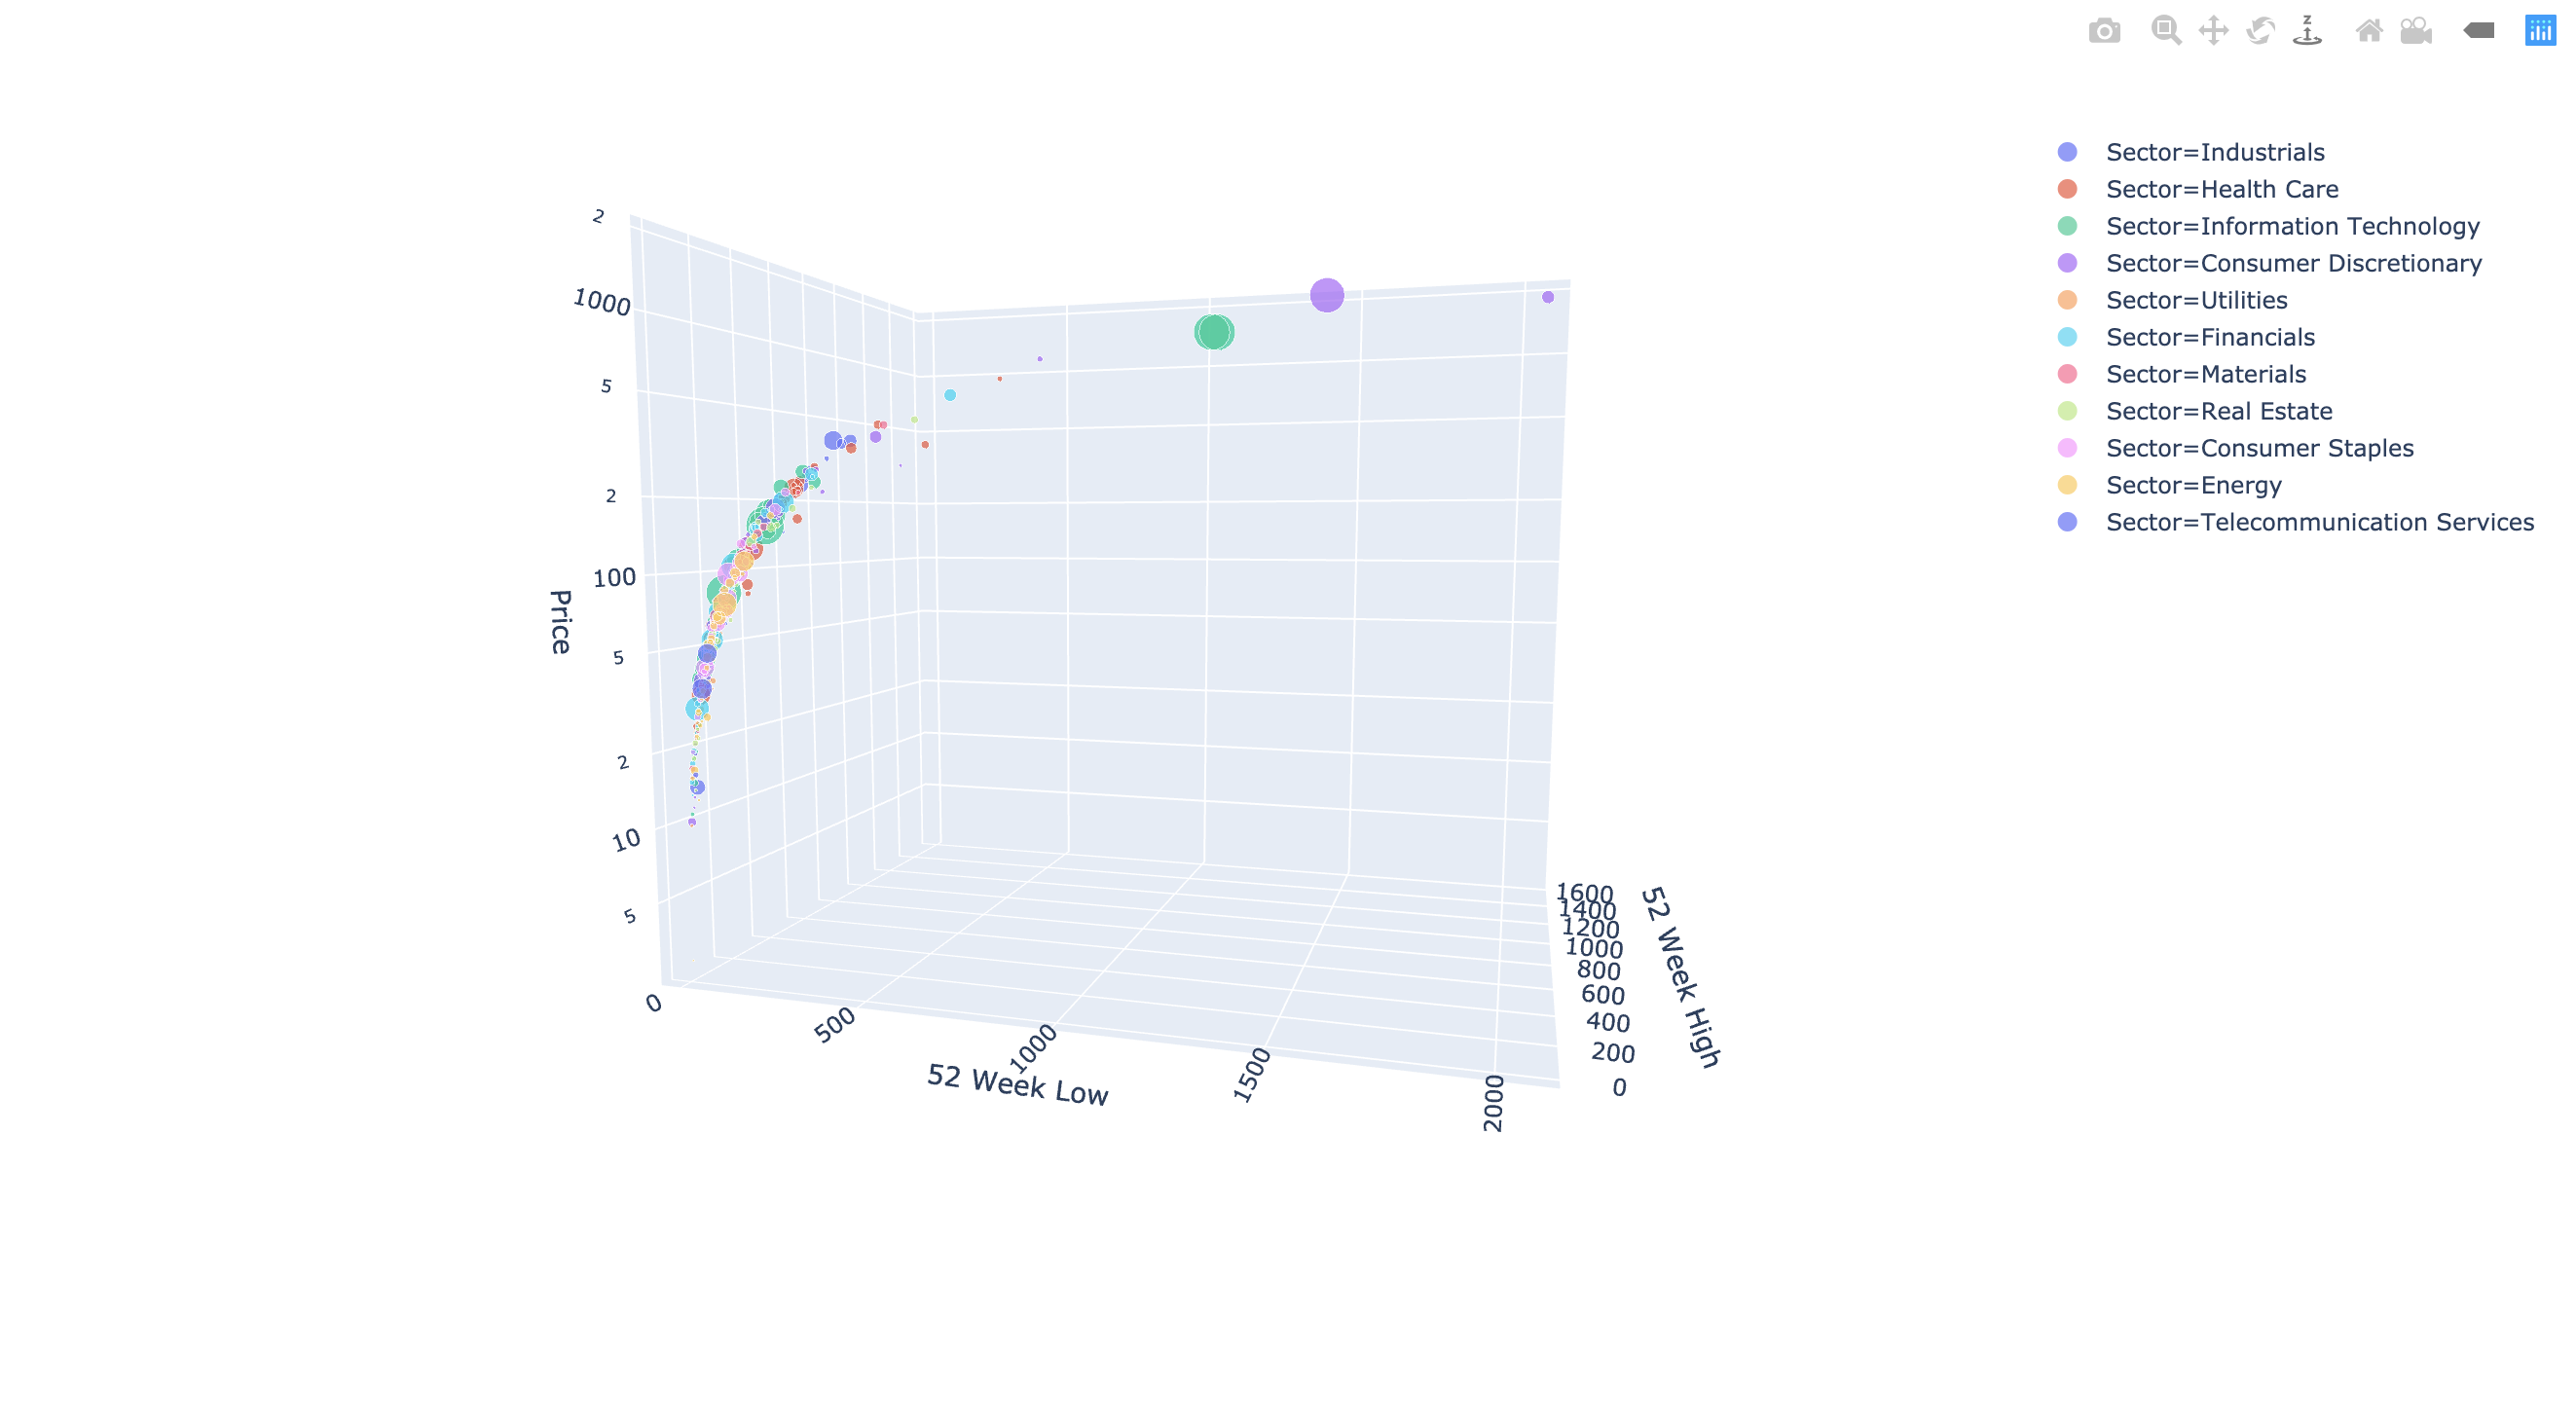 Z
Sector=Industrials
Sector=Health Care
Sector=Information Technology
Sector=Consumer Discretionary
Sector=Utilities
Sector=Financials
Sector=Materials
Sector=Real Estate
Sector=Consumer Staples
Sector=Energy
Sector=Telecommunication Services
2
1000
5
2
100
5
2
10
5
Price
0
500
1000
1500
2000
52 Week Low
1600
1400
1200
1000
800
600
400
200
0
52 Week High